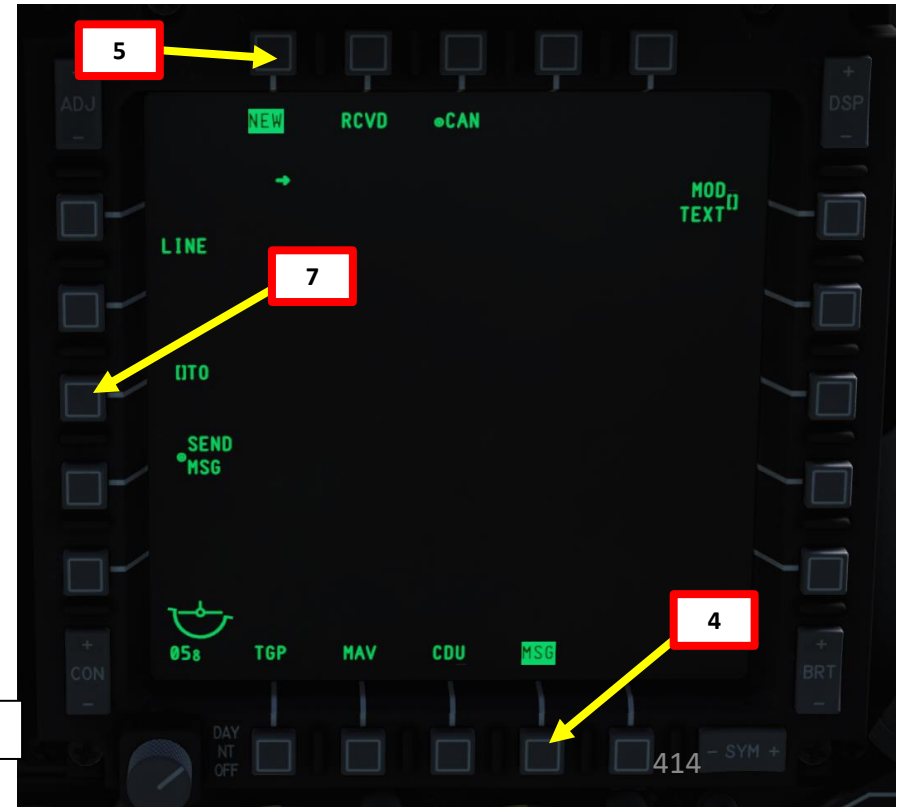 5
ADJ
+
-
+
DSP
-
NEW RCVD CAN
→
MOD
TEXT []
LINE
7
[]TO
SEND
MSG
4
058 TGP MAV CDU MSG
+
CON
-
+
BRT
-
DAY
NT
OFF
414
- SYM +